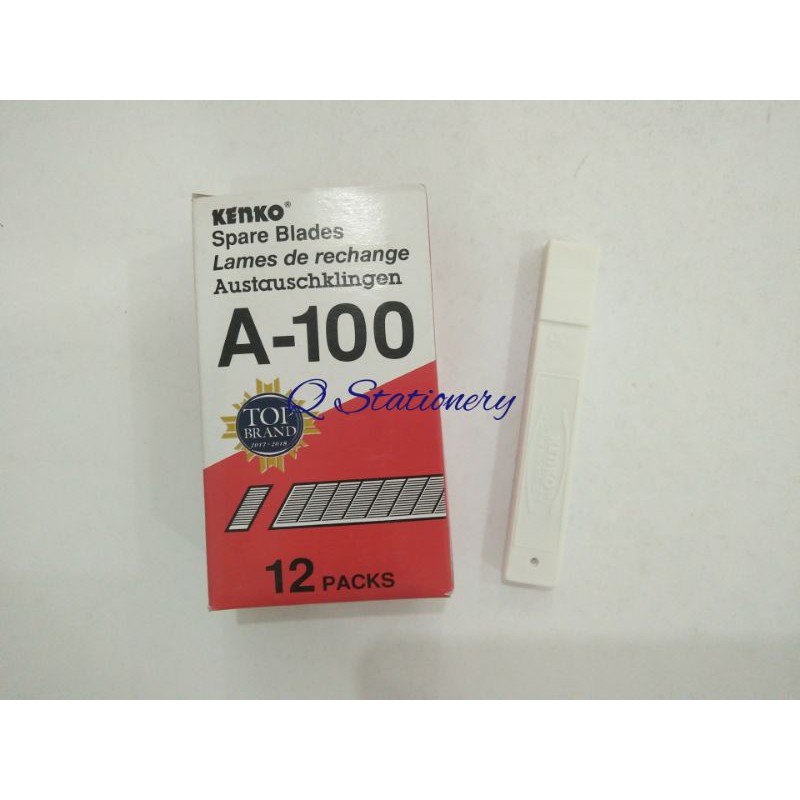 KENKO®
Spare Blades
Lames de rechange
Austauschklingen
A-100
Q Stationery
TOP
BRAND
2017-2018
12 PACKS